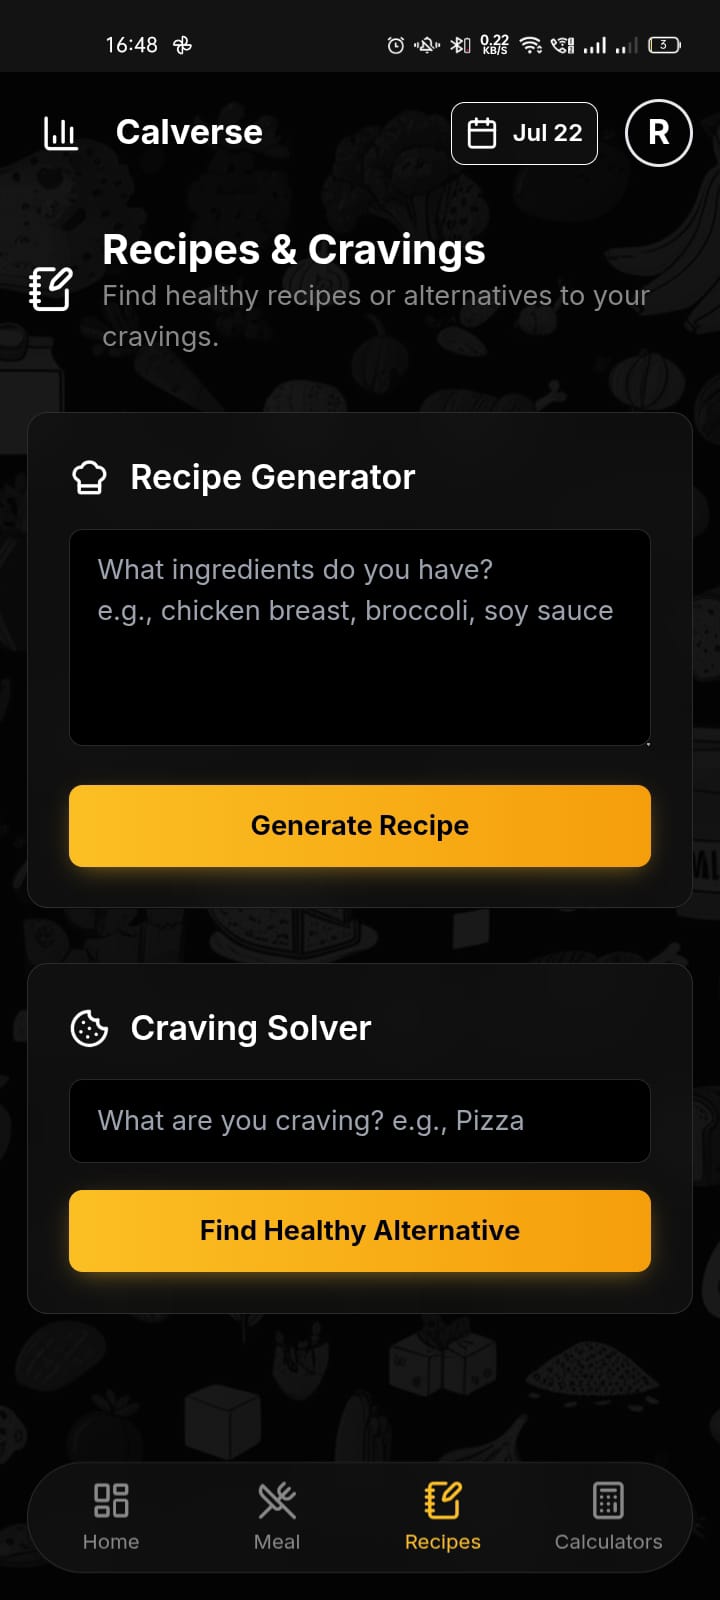 16:48
0.22
KB/S
3
Calverse
Jul 22
R
Recipes & Cravings
Find healthy recipes or alternatives to your
cravings.
Recipe Generator
What ingredients do you have?
e.g., chicken breast, broccoli, soy sauce
Generate Recipe
Craving Solver
What are you craving? e.g., Pizza
Find Healthy Alternative
Home
Meal
Recipes
Calculators